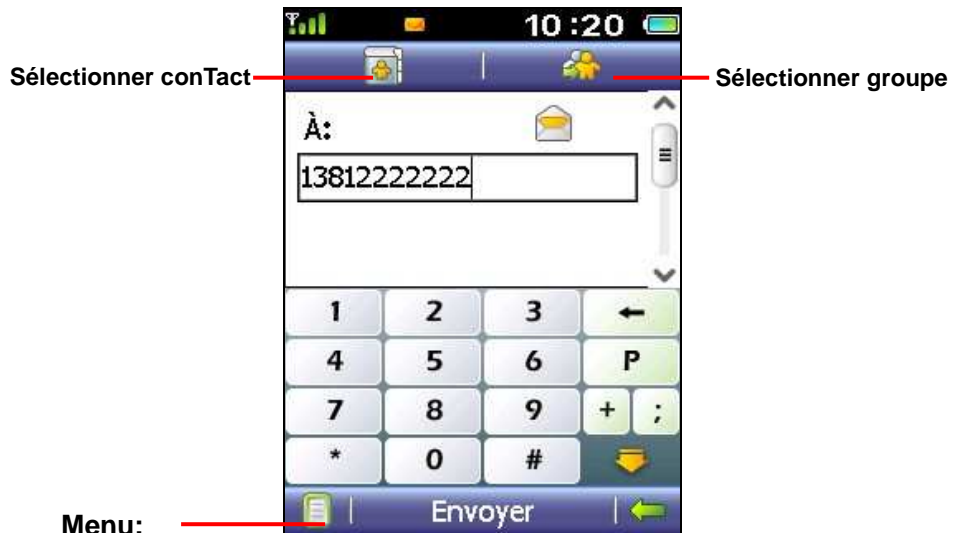 10:20
Sélectionner conTact
Sélectionner groupe
À:
13812222222
1 2 3
4 5 6 P
7 8 9 + ;
* 0 #
Envoyer
Menu: